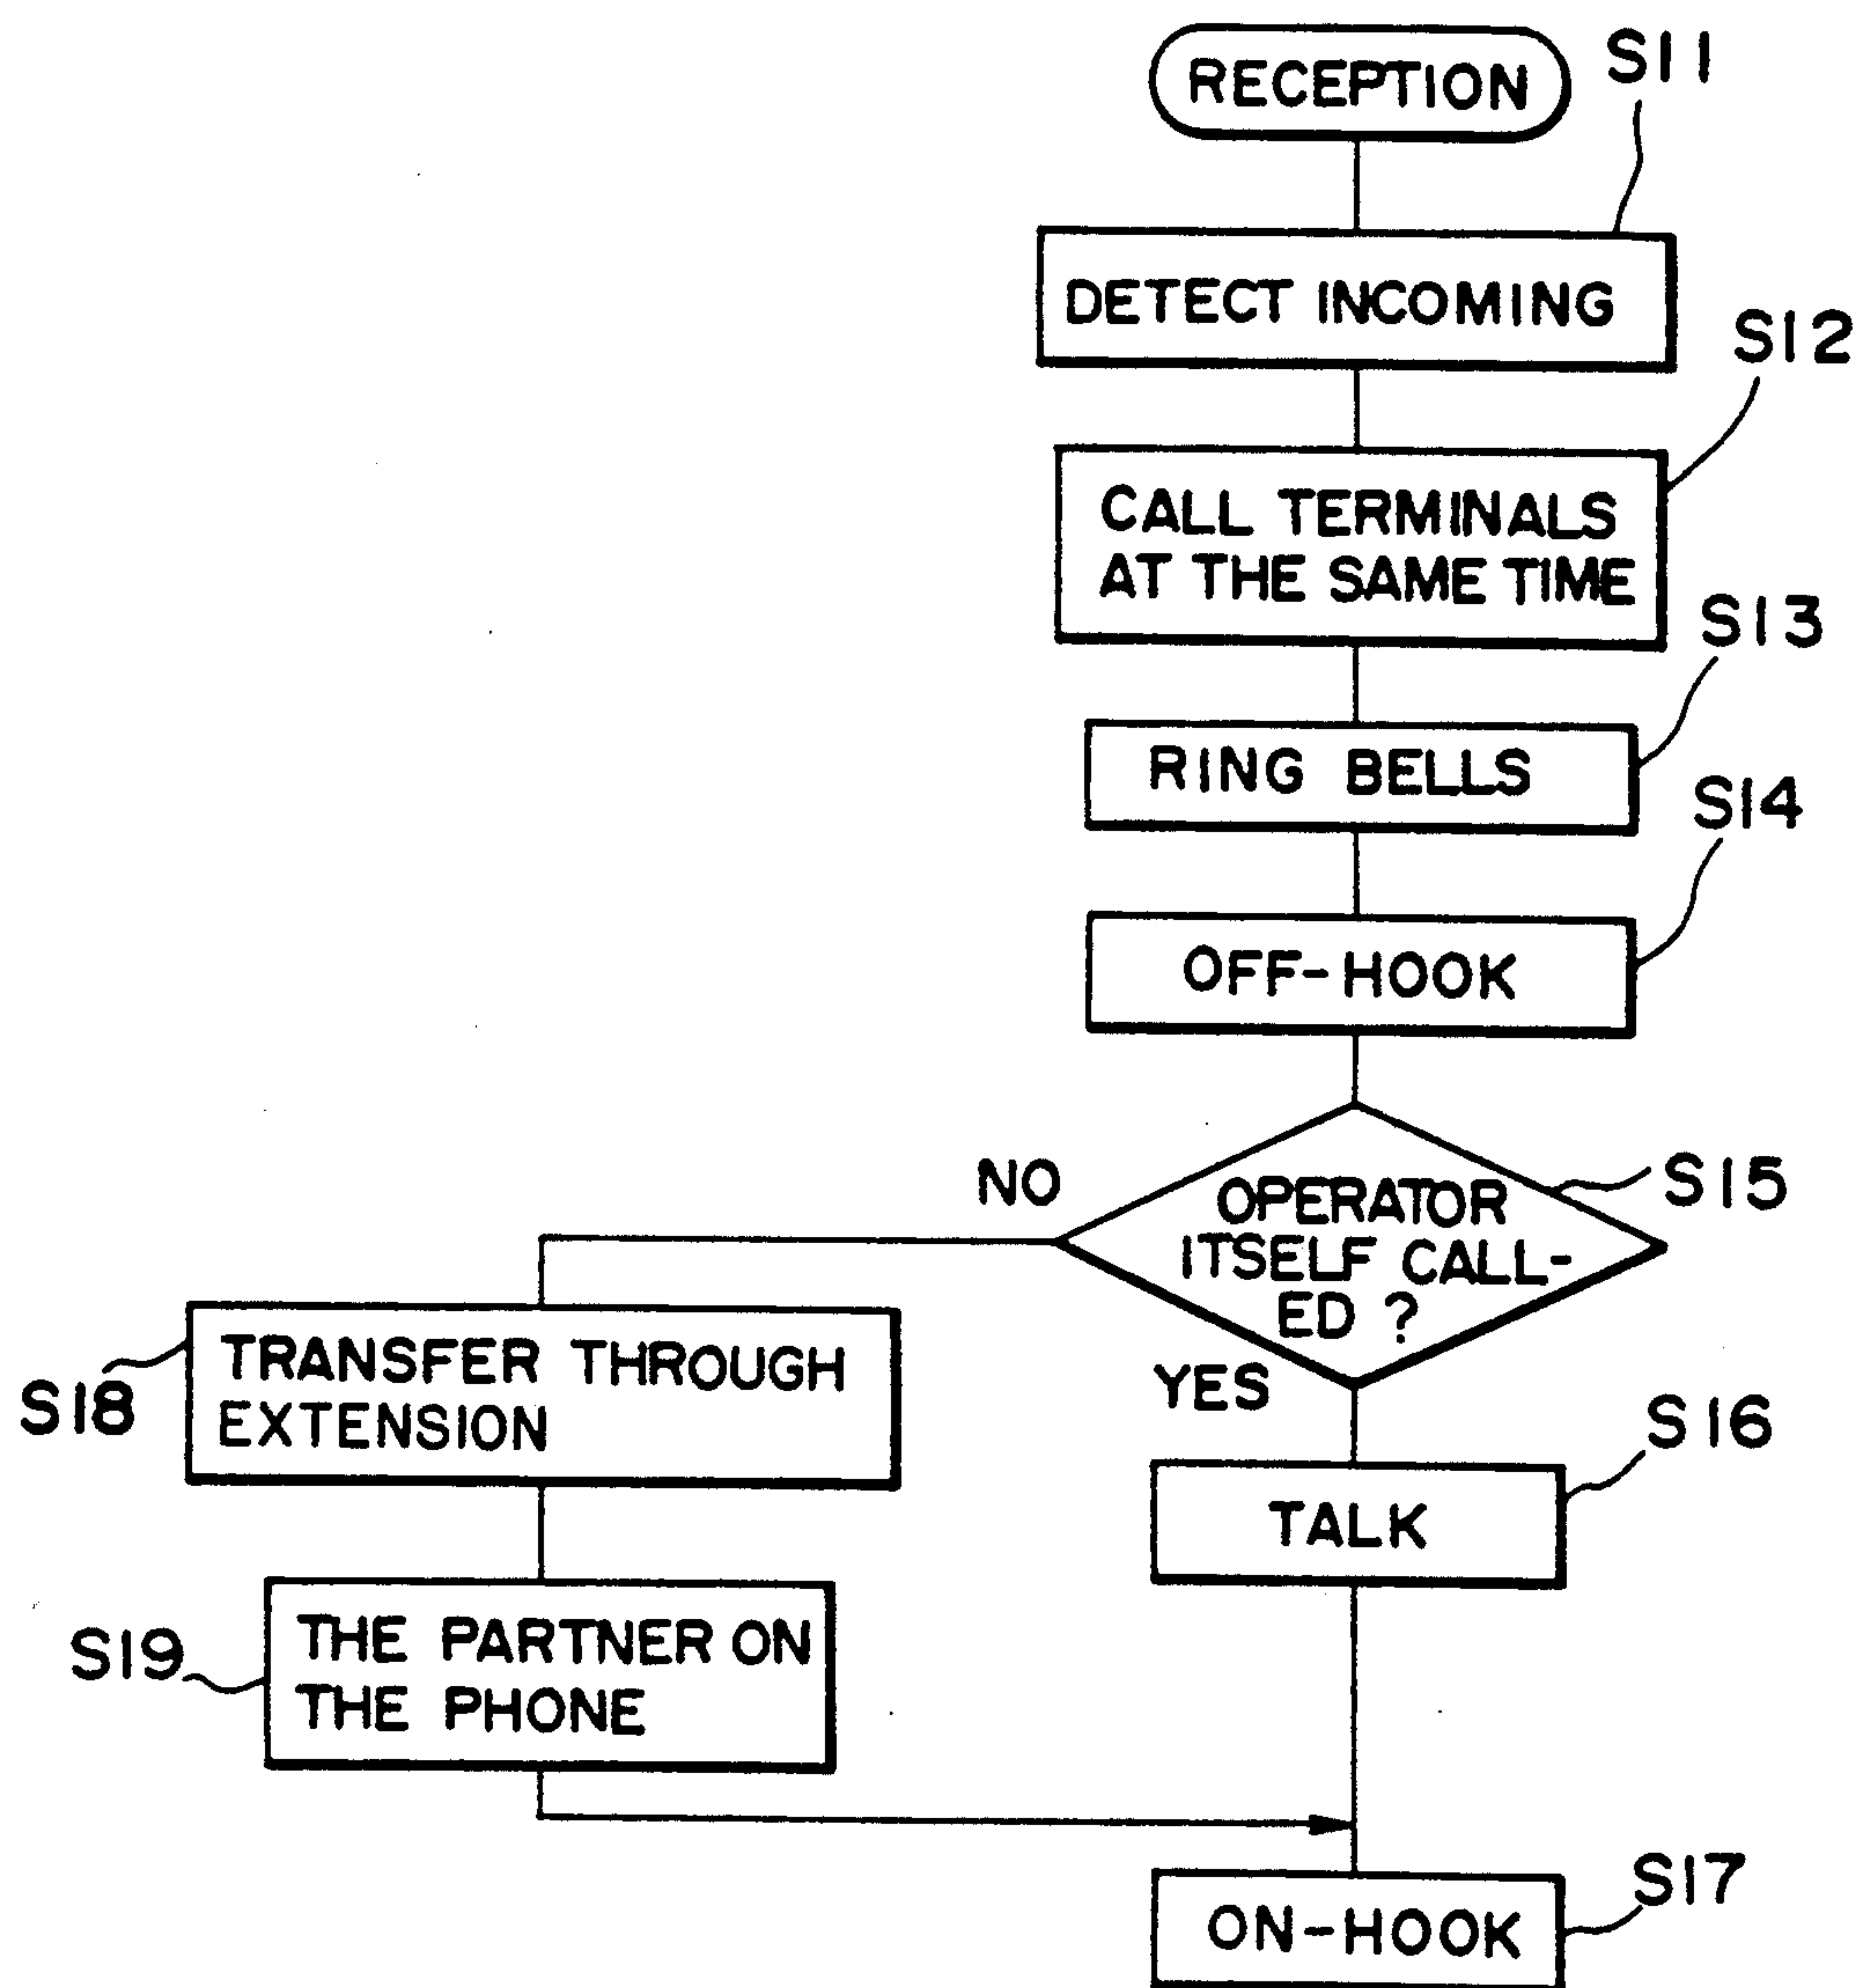 RECEPTION
S11
DETECT INCOMING
S12
CALL TERMINALS
AT THE SAME TIME
S13
RING BELLS
S14
OFF-HOOK
NO
OPERATOR
ITSELF CALL-
ED ?
S15
YES
TRANSFER THROUGH
EXTENSION
S18
S16
TALK
THE PARTNER ON
THE PHONE
S19
S17
ON-HOOK